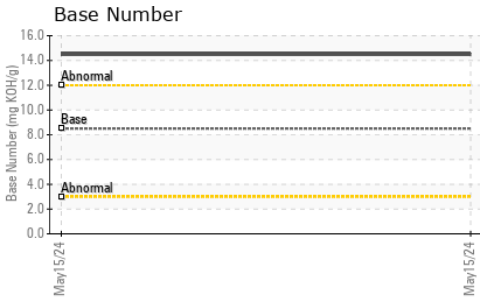 Base Number
Base Number (mg KOH/g)
16.0
14.0
12.0
10.0
8.0
6.0
4.0
2.0
0.0
Abnormal
Base
Abnormal
May15/24
May15/24